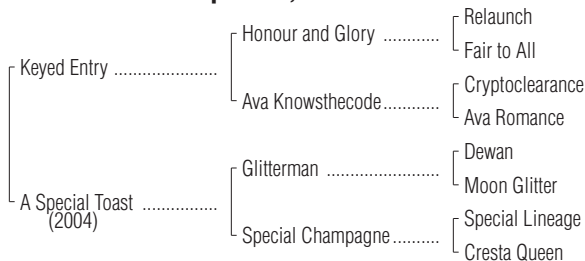 Relaunch
Honour and Glory ...........
Fair to All
Keyed Entry .....................
Cryptoclearance
Ava Knowsthecode ...........
Ava Romance
Dewan
Glitterman ......................
Moon Glitter
A Special Toast ...............
(2004)
Special Lineage
Special Champagne ..........
Cresta Queen